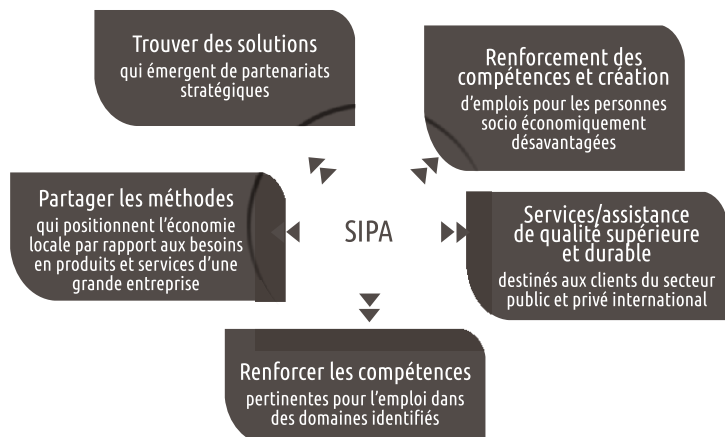 Trouver des solutions
qui émergent de partenariats
stratégiques
Renforcement des
compétences et création
d’emplois pour les personnes
socio économiquement
désavantagées
Partager les méthodes
qui positionnent l’économie
locale par rapport aux besoins
en produits et services d’une
grande entreprise
SIPA
Services/assistance
de qualité supérieure
et durable
destinés aux clients du secteur
public et privé international
Renforcer les compétences
pertinentes pour l’emploi dans
des domaines identifiés